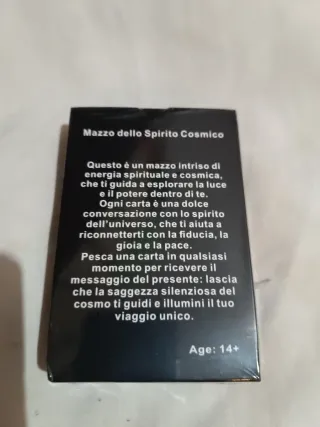 Mazzo dello Spirito Cosmico
Questo é un mazzo intriso di
energia spirituale e cosmica,
che ti guida a esplorare la luce
e il potere dentro di te.
Ogni carta è una dolce
conversazione con lo spirito
dell'universo, che ti aiuta a
riconnetterti con la fiducia, la
gioia e la pace.
Pesca una carta in qualsiasi
momento per ricevere il
messaggio del presente: lascia
che la saggezza silenziosa del
cosmo ti guidi e illumini il tuo
viaggio unico.
Age: 14+